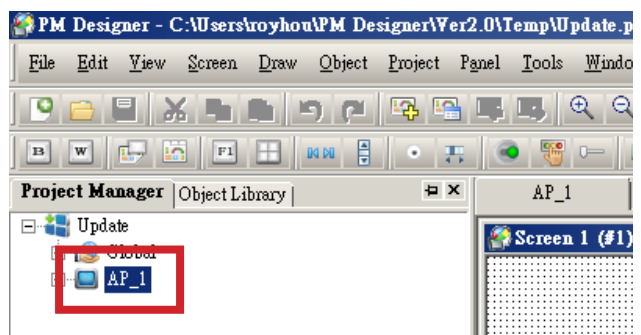 PM Designer - C:\Users\royhou\PM Designer\Ver2.0\Temp\Update.p
File Edit View Screen Draw Object Project Panel Tools Windo
B W F1
Project Manager Object Library AP_1
Update
Screen 1 (#1)
Global
AP_1